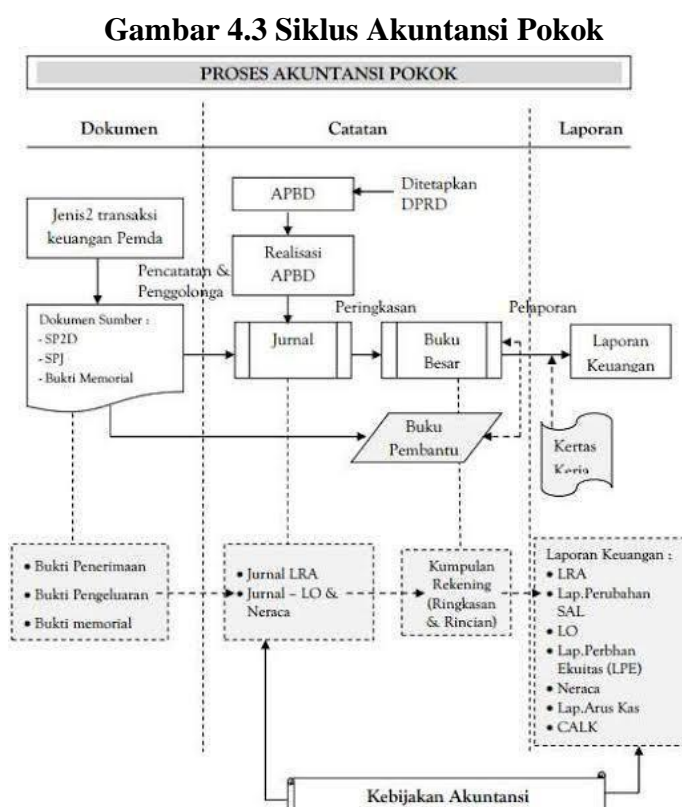 Gambar 4.3 Siklus Akuntansi Pokok
PROSES AKUNTANSI POKOK
Dokumen
Catatan
Laporan
APBD
Ditetapkan
DPRD
Jenis2 transaksi
keuangan Pemda
Realisasi
APBD
Pencatatan &
Penggolonga
Peringkasan
Pelaporan
Dokumen Sumber :
- SP2D
- SPJ
- Bukti Memorial
Jurnal
Buku
Besar
Laporan
Keuangan
Buku
Pembantu
Kertas
Kerja
• Bukti Penerimaan
• Bukti Pengeluaran
• Bukti memorial
• Jurnal LRA
• Jurnal – LO &
Neraca
Kumpulan
Rekening
(Ringkasan
& Rincian)
Laporan Keuangan :
• LRA
• Lap.Perubahan
SAL
• LO
• Lap.Perbhan
Ekuitas (LPE)
• Neraca
• Lap.Arus Kas
• CALK
Kebijakan Akuntansi